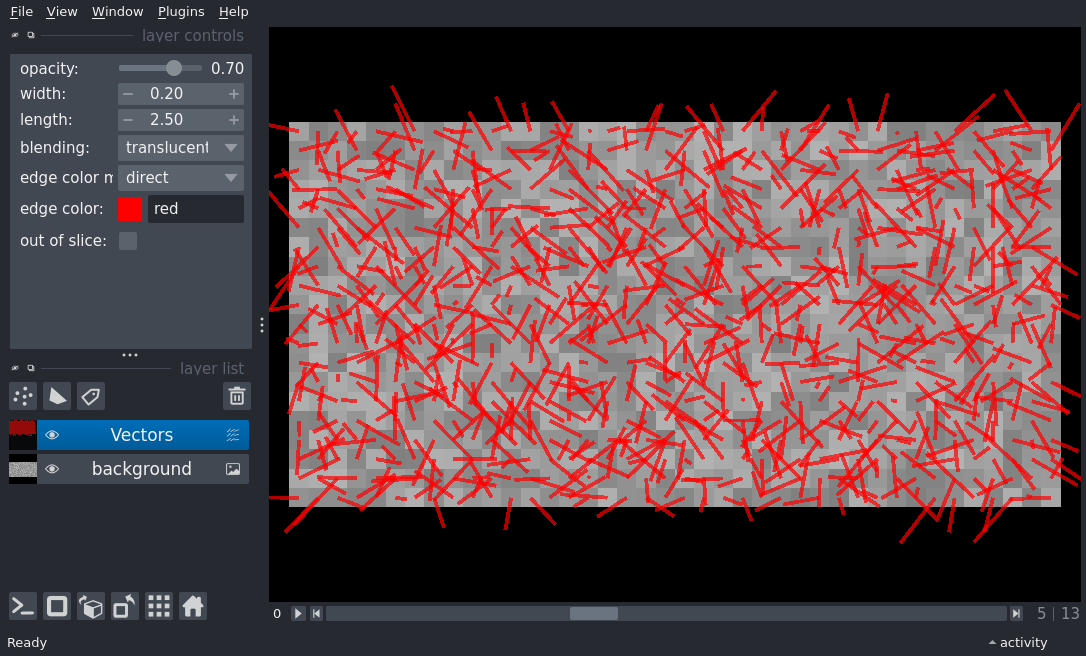 File View Window Plugins Help
layer controls
opacity: 0.70
width: − 0.20 +
length: − 2.50 +
blending: translucent
edge color m direct
edge color: red
out of slice:
layer list
Vectors
background
0 5 | 13
Ready activity